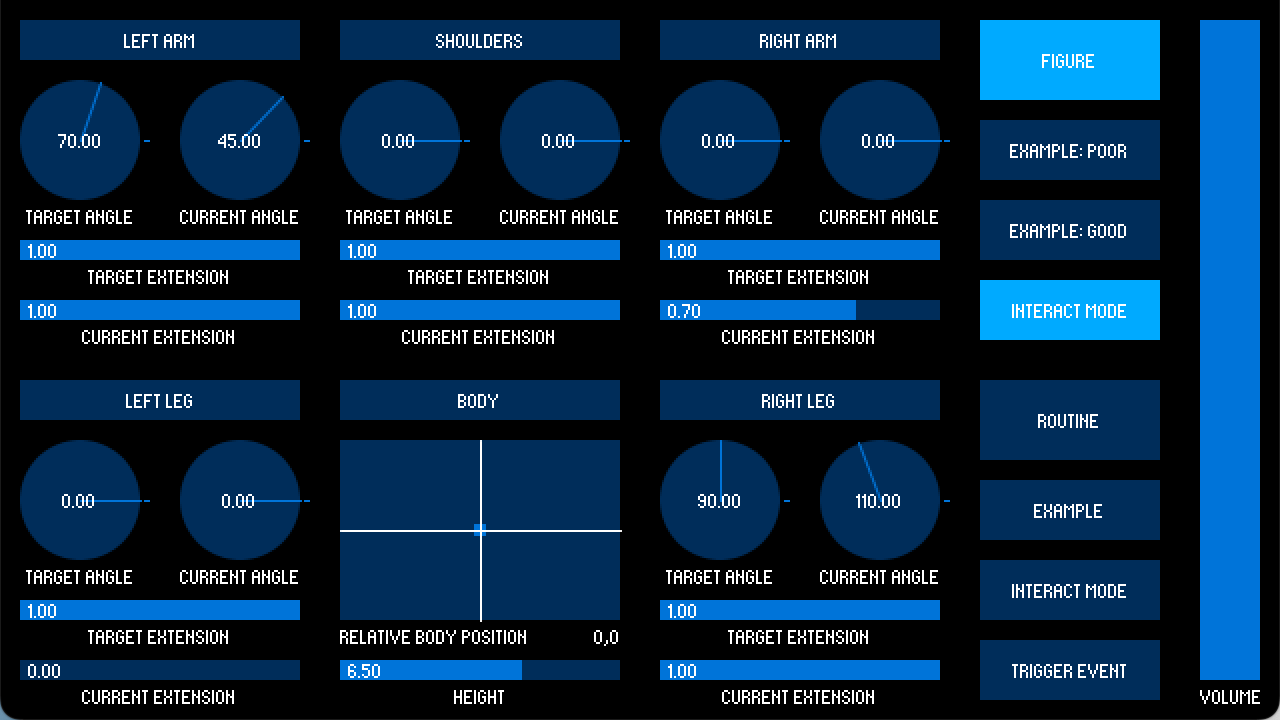 LEFT ARM
70.00
45.00
TARGET ANGLE
CURRENT ANGLE
1.00
TARGET EXTENSION
1.00
CURRENT EXTENSION
SHOULDERS
0.00
0.00
TARGET ANGLE
CURRENT ANGLE
1.00
TARGET EXTENSION
1.00
CURRENT EXTENSION
RIGHT ARM
0.00
0.00
TARGET ANGLE
CURRENT ANGLE
1.00
TARGET EXTENSION
0.70
CURRENT EXTENSION
LEFT LEG
0.00
0.00
TARGET ANGLE
CURRENT ANGLE
1.00
TARGET EXTENSION
0.00
CURRENT EXTENSION
BODY
RELATIVE BODY POSITION
0,0
6.50
HEIGHT
RIGHT LEG
90.00
110.00
TARGET ANGLE
CURRENT ANGLE
1.00
TARGET EXTENSION
1.00
CURRENT EXTENSION
FIGURE
EXAMPLE: POOR
EXAMPLE: GOOD
INTERACT MODE
ROUTINE
EXAMPLE
INTERACT MODE
TRIGGER EVENT
VOLUME